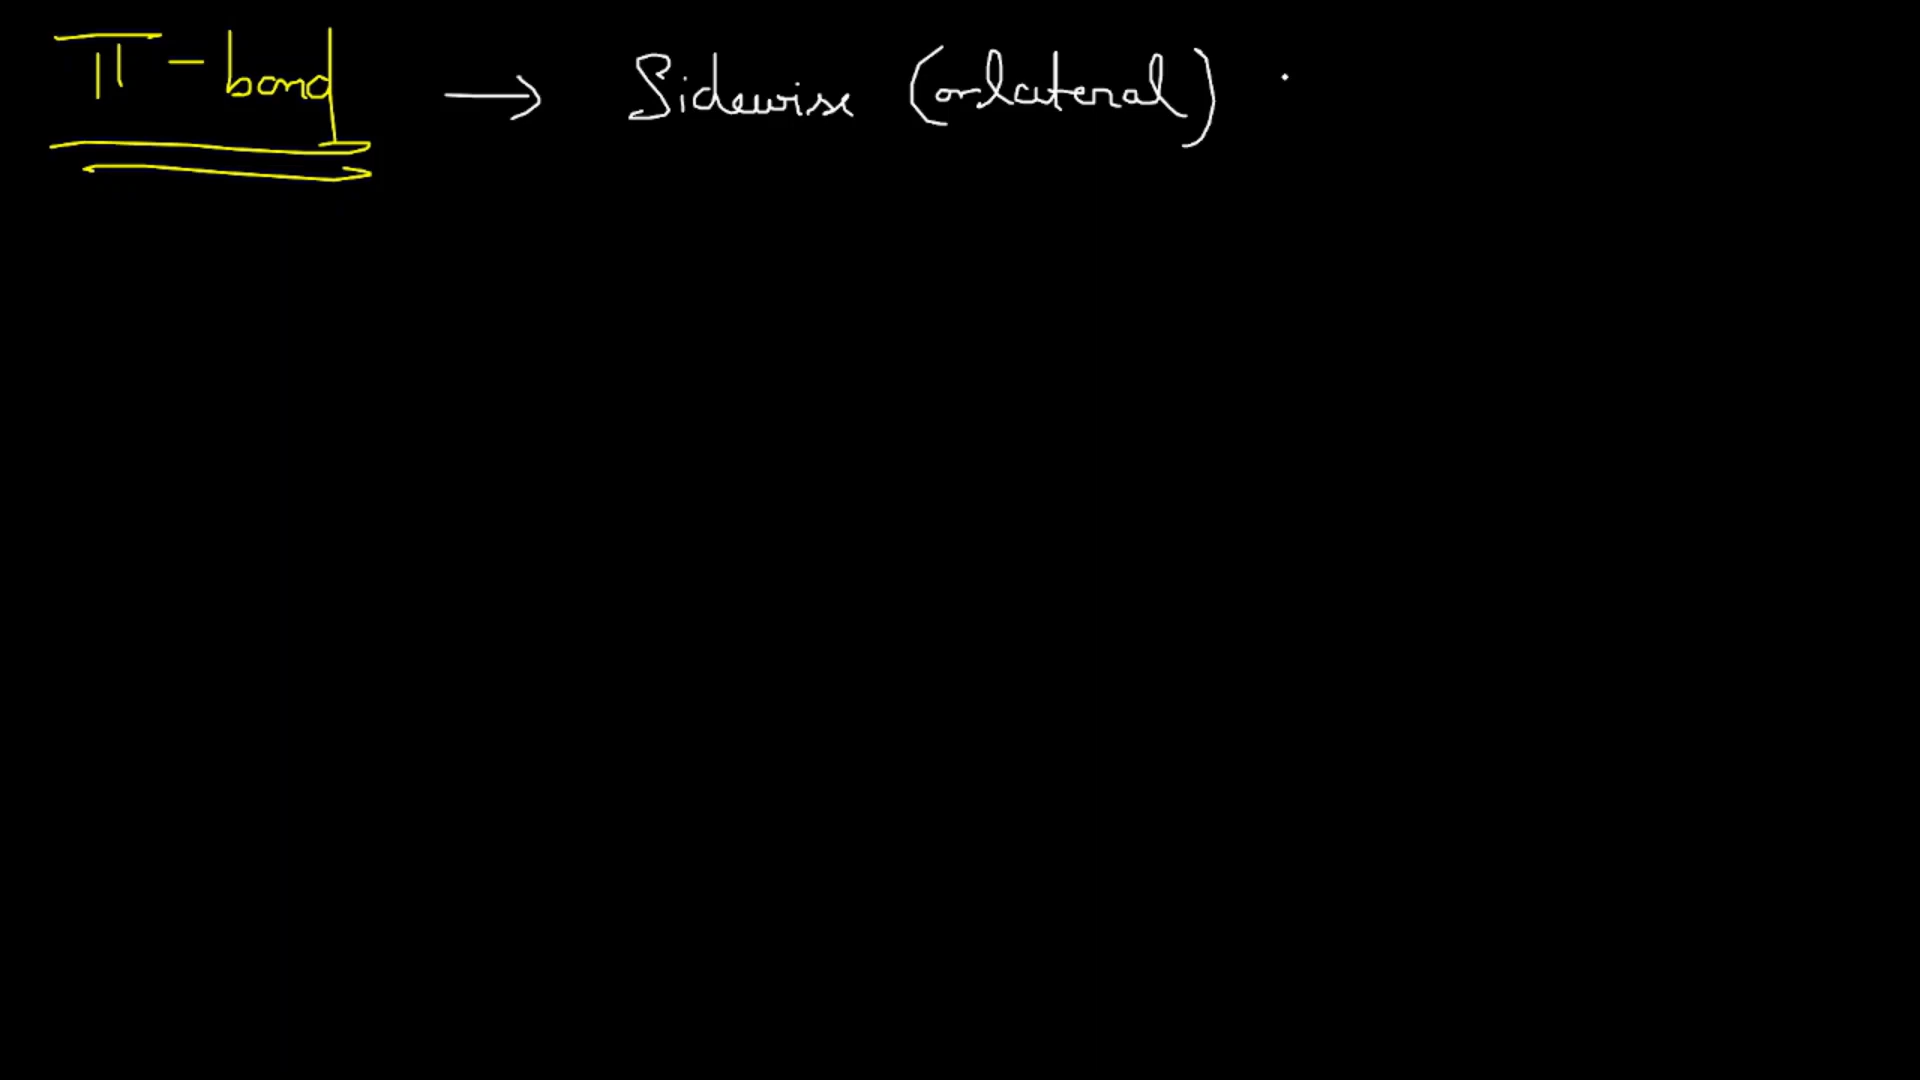 π - bond → Sidewise (or lateral)